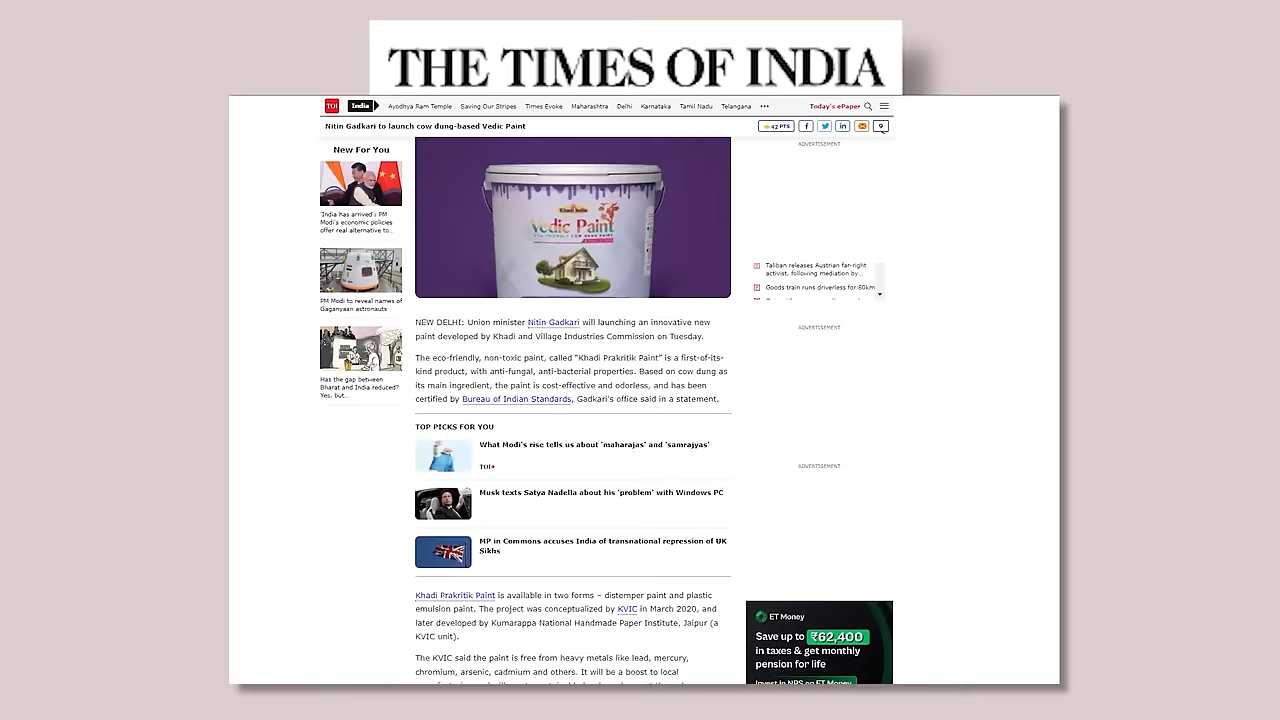 THE TIMES OF INDIA
TOI India Ayodhya Ram Temple Saving Our Stripes Times Evoke Maharashtra Delhi Karnataka Tamil Nadu Telangana ••• Today's ePaper
Nitin Gadkari to launch cow dung-based Vedic Paint
42 PTS
New For You
'India has arrived': PM
Modi's economic policies
offer real alternative to...
PM Modi to reveal names of
Gaganyaan astronauts
Has the gap between
Bharat and India reduced?
Yes, but...
Khadi India
Vedic Paint
NEW DELHI: Union minister Nitin Gadkari will launching an innovative new
paint developed by Khadi and Village Industries Commission on Tuesday.
The eco-friendly, non-toxic paint, called “Khadi Prakritik Paint” is a first-of-its-
kind product, with anti-fungal, anti-bacterial properties. Based on cow dung as
its main ingredient, the paint is cost-effective and odorless, and has been
certified by Bureau of Indian Standards, Gadkari's office said in a statement.
TOP PICKS FOR YOU
What Modi's rise tells us about 'maharajas' and 'samrajyas'
TOI+
Musk texts Satya Nadella about his 'problem' with Windows PC
MP in Commons accuses India of transnational repression of UK
Sikhs
Khadi Prakritik Paint is available in two forms – distemper paint and plastic
emulsion paint. The project was conceptualized by KVIC in March 2020, and
later developed by Kumarappa National Handmade Paper Institute, Jaipur (a
KVIC unit).
The KVIC said the paint is free from heavy metals like lead, mercury,
chromium, arsenic, cadmium and others. It will be a boost to local
ADVERTISEMENT
Taliban releases Austrian far-right
activist, following mediation by...
Goods train runs driverless for 80km
ADVERTISEMENT
ADVERTISEMENT
ET Money
Save up to ₹62,400
in taxes & get monthly
pension for life
Invest in NPS on ET Money